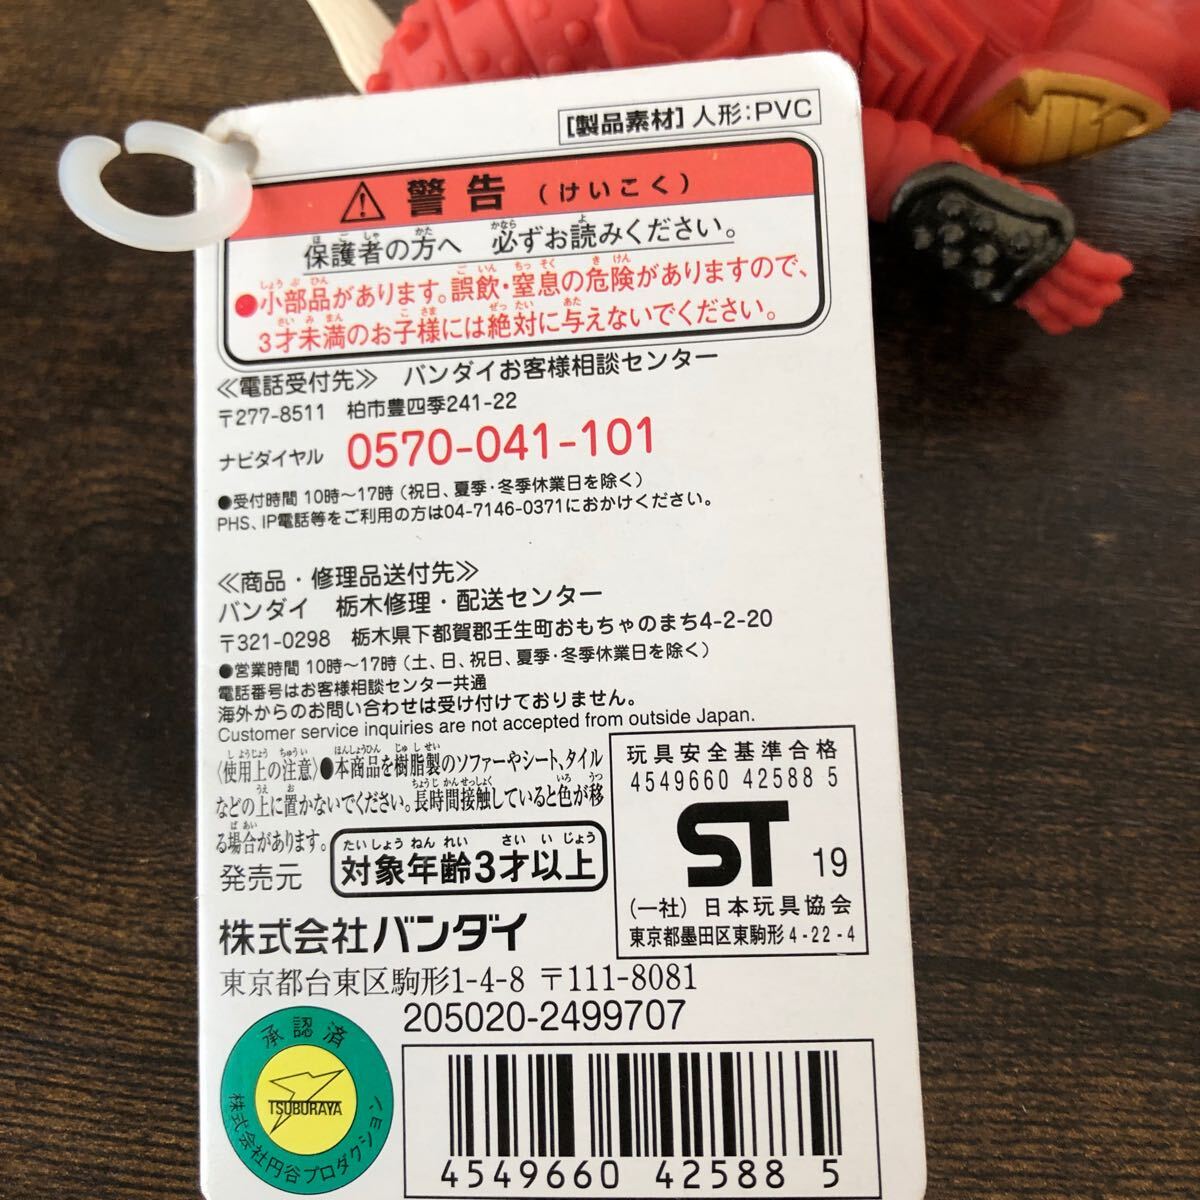 [製品素材] 人形：PVC
警告（けいこく）
保護者の方へ 必ずお読みください。
●小部品があります。誤飲・窒息の危険がありますので、
3才未満のお子様には絶対に与えないでください。
≪電話受付先≫ バンダイお客様相談センター
〒277-8511 柏市豊四季241-22
ナビダイヤル 0570-041-101
●受付時間 10時〜17時（祝日、夏季・冬季休業日を除く）
PHS、IP電話等をご利用の方は04-7146-0371におかけください。
≪商品・修理品送付先≫
バンダイ 栃木修理・配送センター
〒321-0298 栃木県下都賀郡壬生町おもちゃのまち4-2-20
●営業時間 10時〜17時（土、日、祝日、夏季・冬季休業日を除く）
電話番号はお客様相談センター共通
海外からのお問い合わせは受け付けておりません。
Customer service inquiries are not accepted from outside Japan.
〈使用上の注意〉●本商品を樹脂製のソファーやシート、タイル
などの上に置かないでください。長時間接触していると色が移
る場合があります。
対象年齢3才以上
発売元
株式会社バンダイ
東京都台東区駒形1-4-8 〒111-8081
205020-2499707
玩具安全基準合格
4549660 42588 5
ST 19
（一社）日本玩具協会
東京都墨田区東駒形4-22-4
承認済
TSUBURAYA
株式会社円谷プロダクション
4549660 42588 5